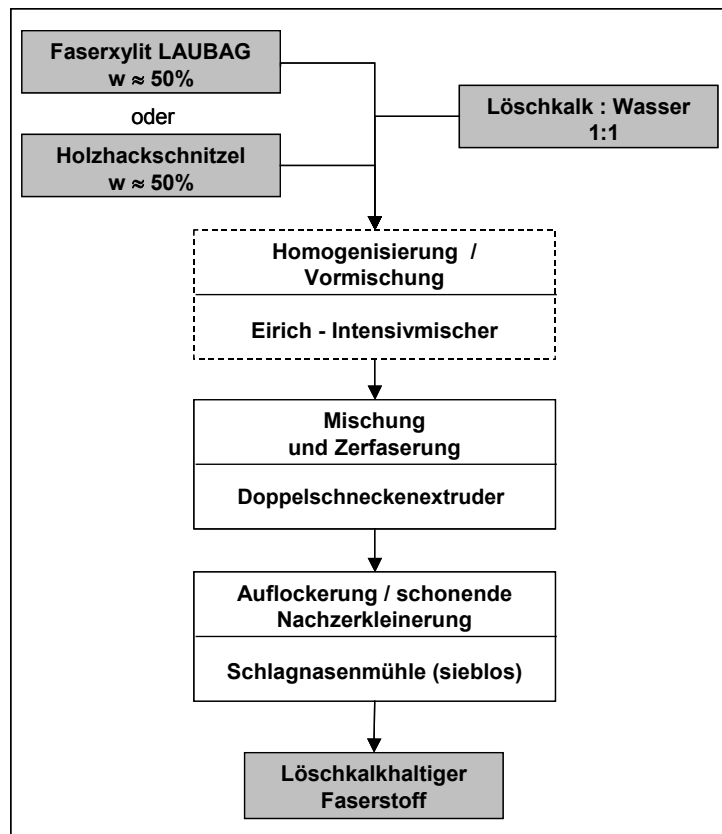 Faserxylit LAUBAG
w ≈ 50%
oder
Holzhackschnitzel
w ≈ 50%
Löschkalk : Wasser
1:1
Homogenisierung /
Vormischung
Eirich - Intensivmischer
Mischung
und Zerfaserung
Doppelschneckenextruder
Auflockerung / schonende
Nachzerkleinerung
Schlagnasenmühle (sieblos)
Löschkalkhaltiger
Faserstoff